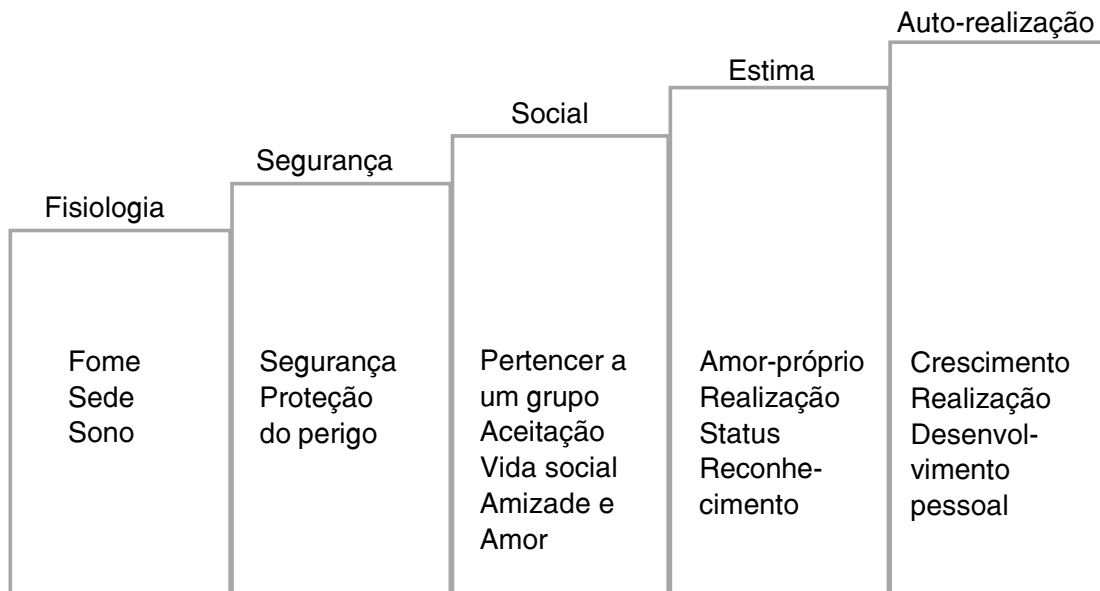 Fisiologia
Fome
Sede
Sono
Segurança
Segurança
Proteção
do perigo
Social
Pertencer a
um grupo
Aceitação
Vida social
Amizade e
Amor
Estima
Amor-próprio
Realização
Status
Reconhe-
cimento
Auto-realização
Crescimento
Realização
Desenvol-
vimento
pessoal